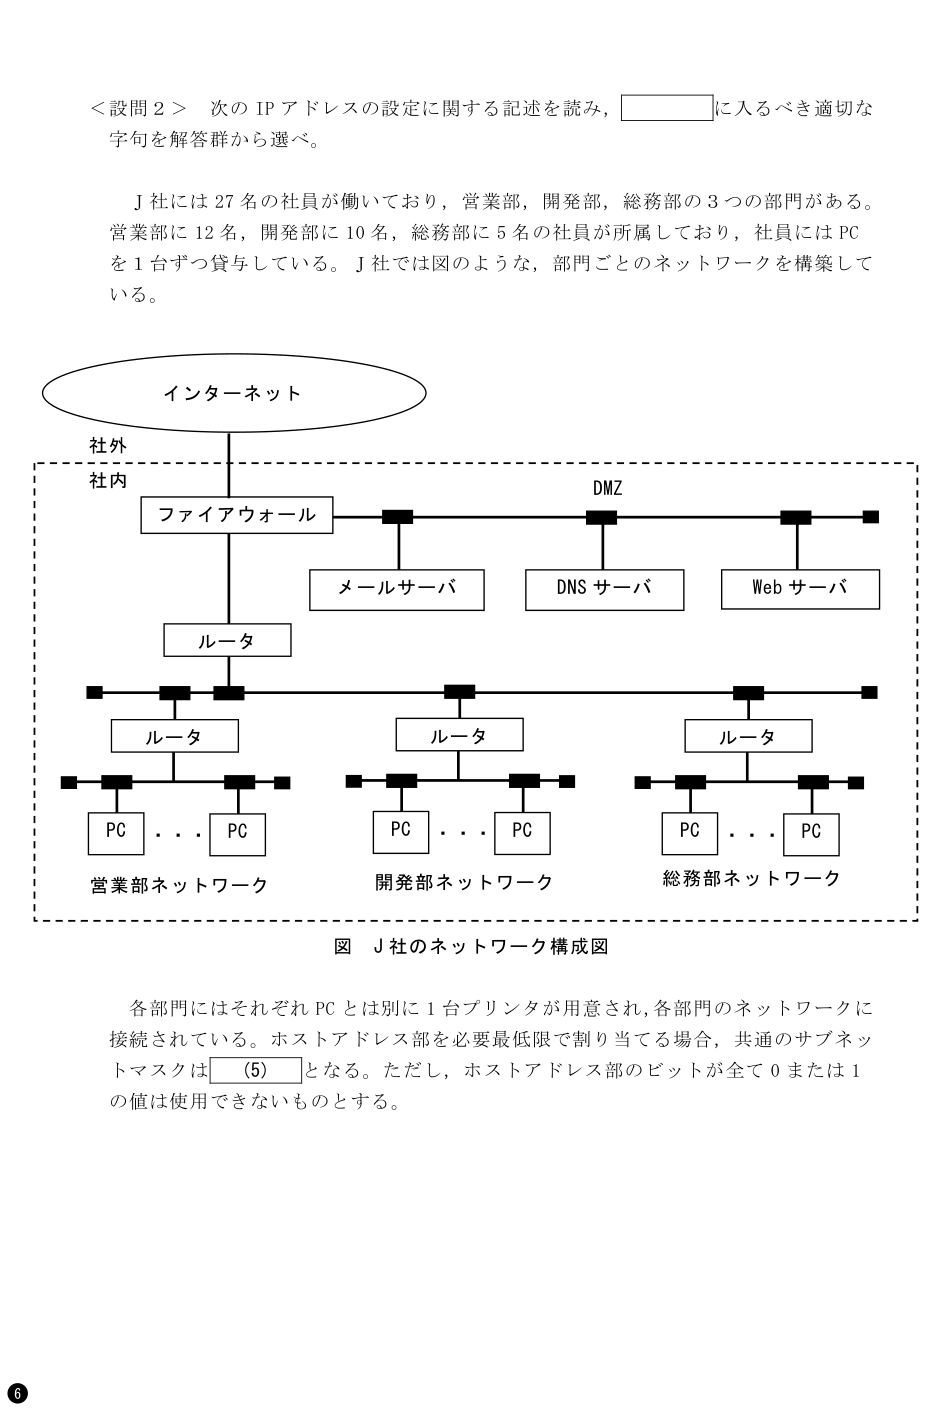 ＜設問２＞　次の IP アドレスの設定に関する記述を読み，　　　　に入るべき適切な
字句を解答群から選べ。
Ｊ社には 27 名の社員が働いており，営業部，開発部，総務部の３つの部門がある。
営業部に 12 名，開発部に 10 名，総務部に 5 名の社員が所属しており，社員には PC
を１台ずつ貸与している。Ｊ社では図のような，部門ごとのネットワークを構築して
いる。
インターネット
社外
社内
DMZ
ファイアウォール
メールサーバ
DNS サーバ
Web サーバ
ルータ
ルータ
ルータ
ルータ
PC
・・・
PC
PC
・・・
PC
PC
・・・
PC
営業部ネットワーク
開発部ネットワーク
総務部ネットワーク
図　Ｊ社のネットワーク構成図
各部門にはそれぞれ PC とは別に１台プリンタが用意され，各部門のネットワークに
接続されている。ホストアドレス部を必要最低限で割り当てる場合，共通のサブネッ
トマスクは　(5)　となる。ただし，ホストアドレス部のビットが全て 0 または 1
の値は使用できないものとする。
6